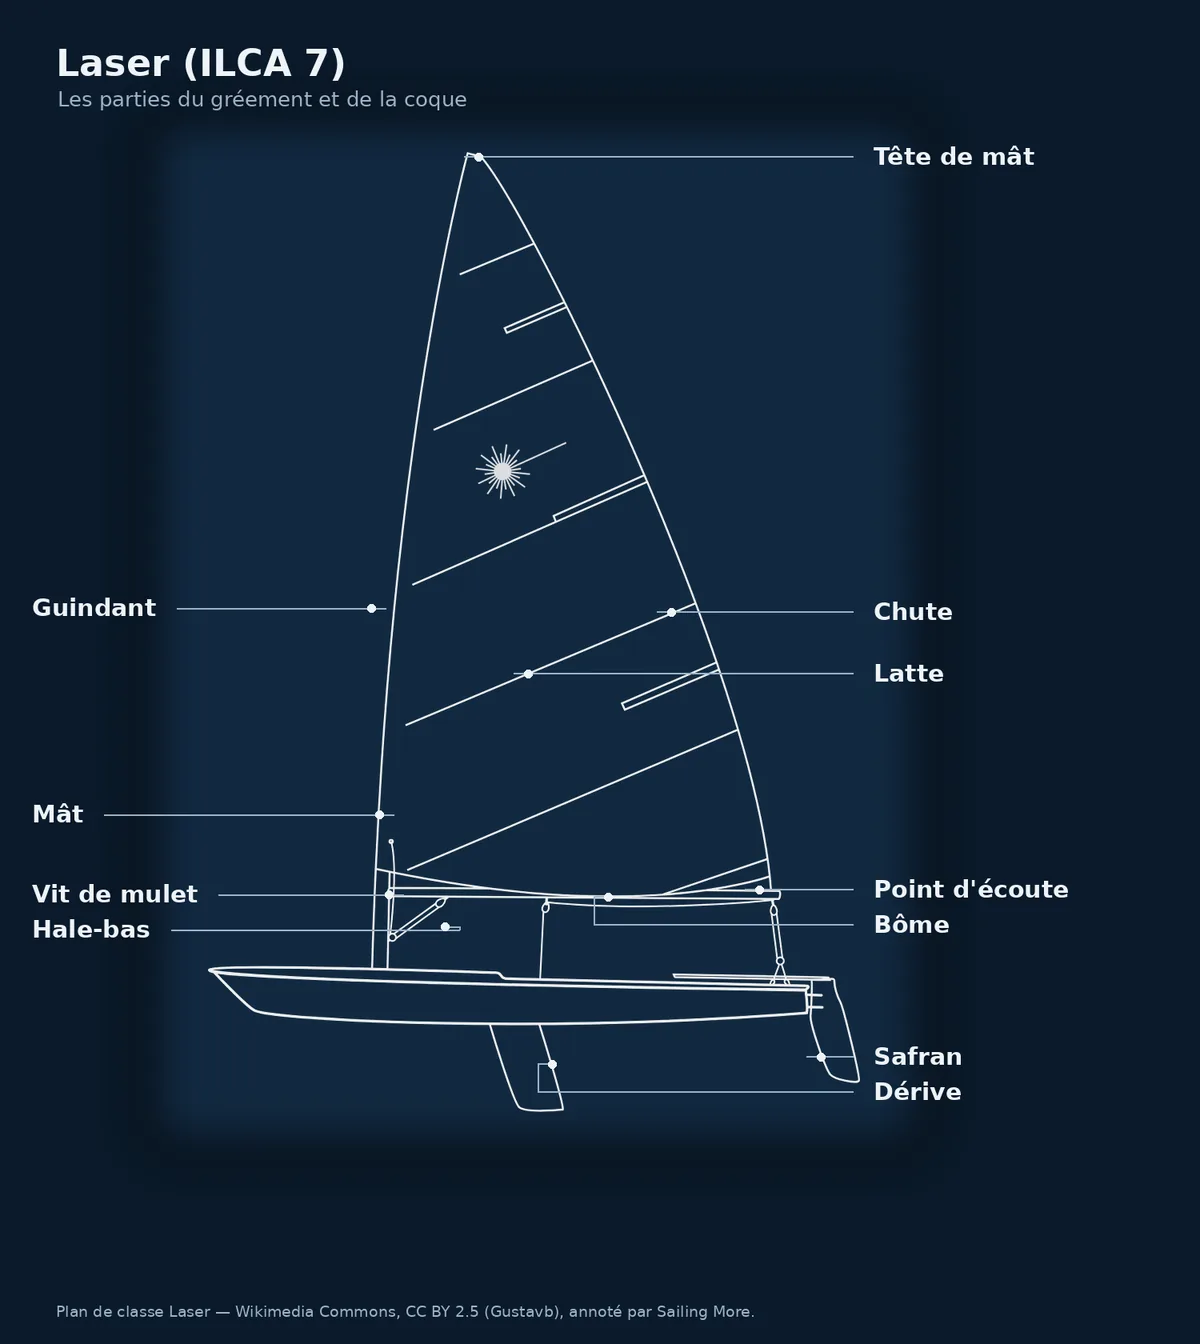 Laser (ILCA 7)
Les parties du gréement et de la coque
Tête de mât
Guindant
Chute
Latte
Mât
Vit de mulet
Point d'écoute
Hale-bas
Bôme
Safran
Dérive
Plan de classe Laser — Wikimedia Commons, CC BY 2.5 (Gustavb), annoté par Sailing More.